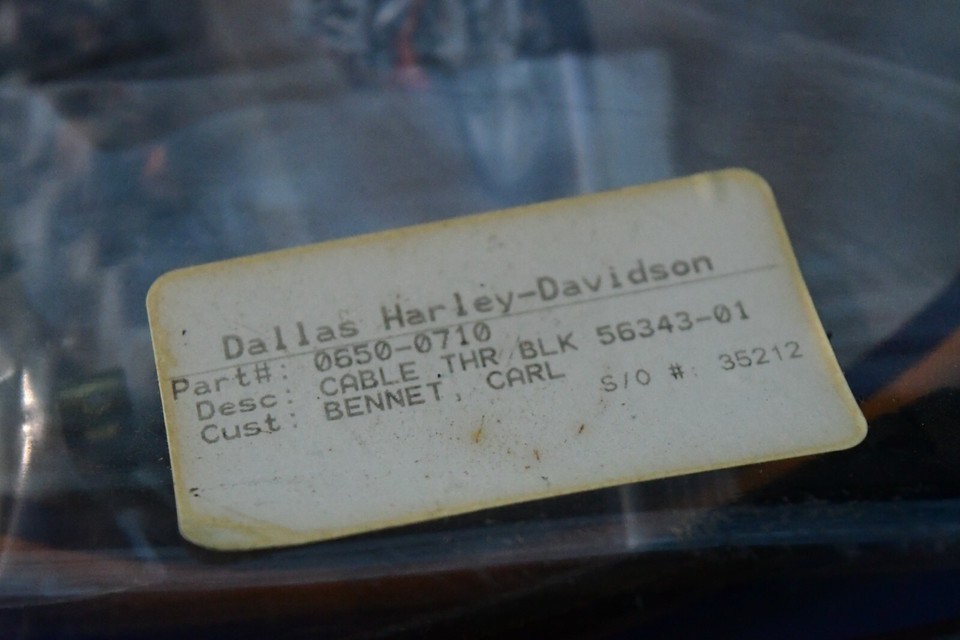 Dallas Harley-Davidson
Part#: 0650-0710
Desc: CABLE THR BLK 56343-01
Cust: BENNET, CARL S/O #: 35212